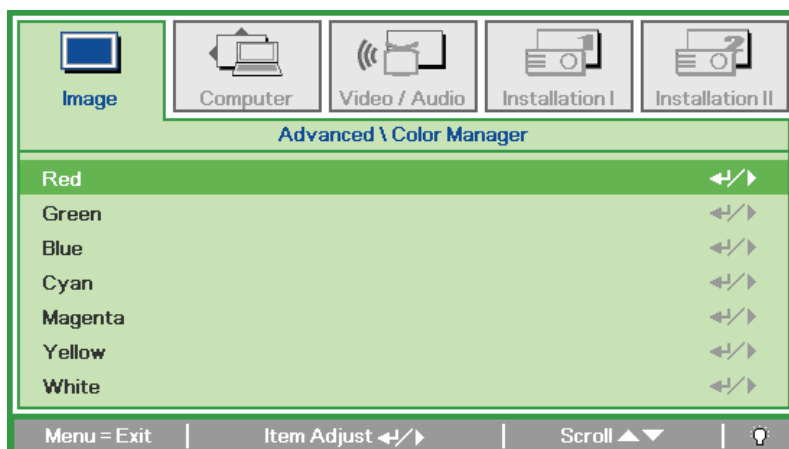 Image Computer Video / Audio Installation I Installation II
Advanced \ Color Manager
Red
Green
Blue
Cyan
Magenta
Yellow
White
Menu = Exit Item Adjust Scroll